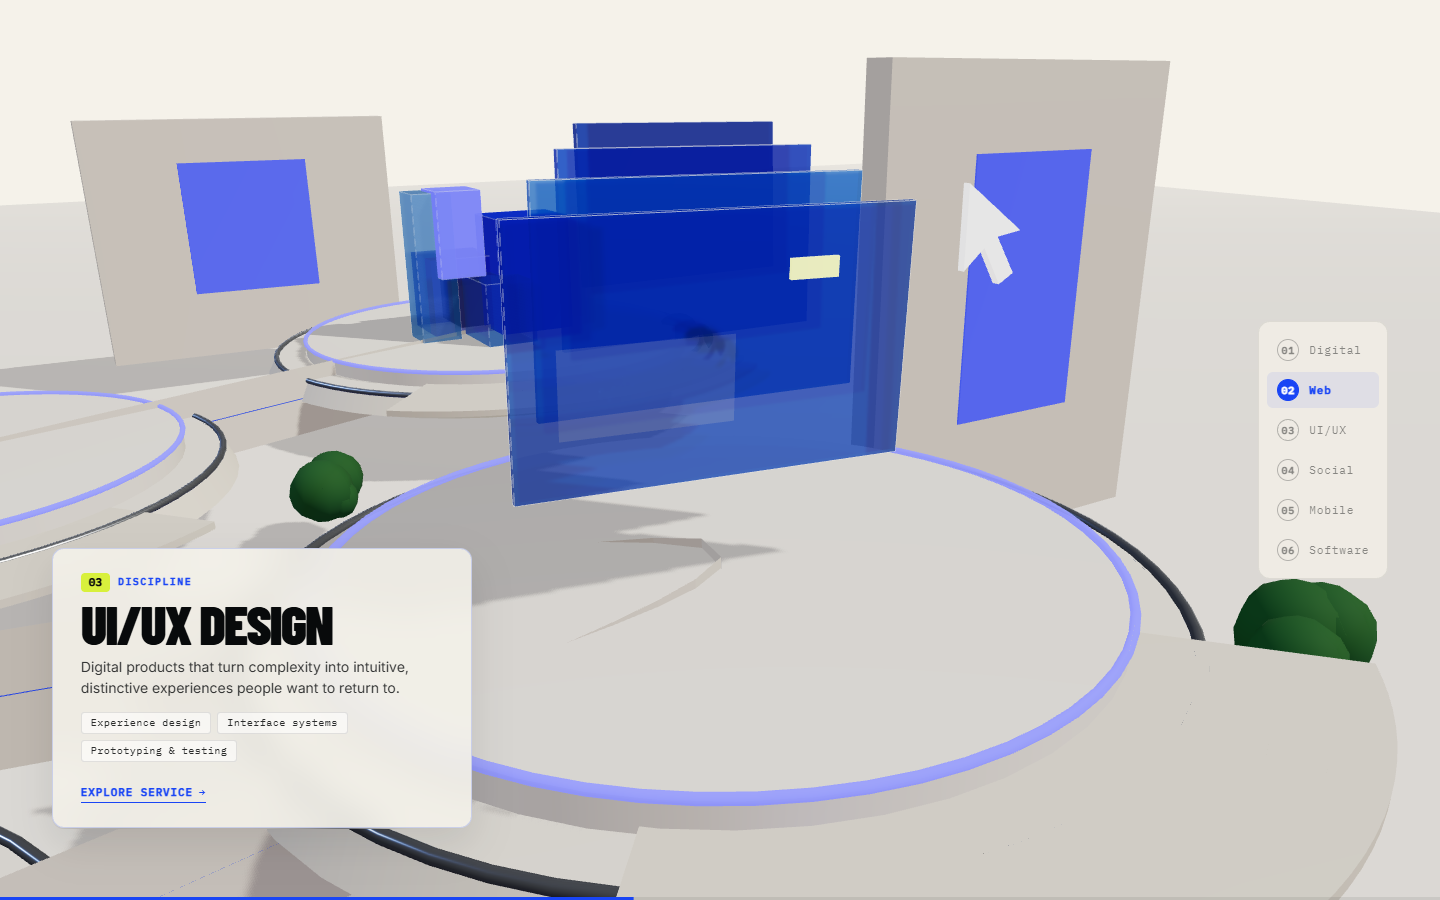 03 DISCIPLINE
UI/UX DESIGN
Digital products that turn complexity into intuitive,
distinctive experiences people want to return to.
Experience design
Interface systems
Prototyping & testing
EXPLORE SERVICE →
01 Digital
02 Web
03 UI/UX
04 Social
05 Mobile
06 Software